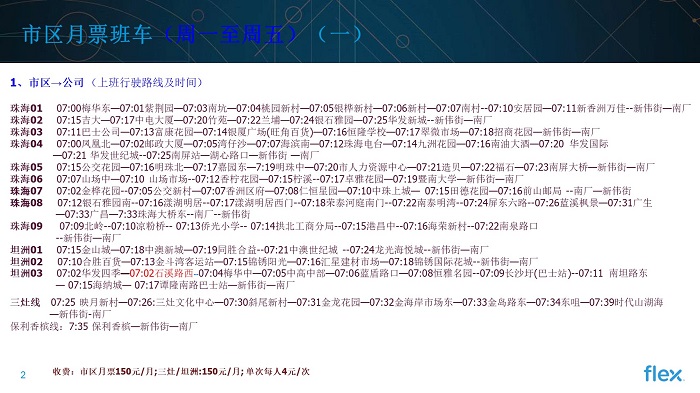 市区月票班车（周一至周五）（一）
1、市区→公司（上班行驶路线及时间）
珠海01 07:00梅华东—07:01紫荆园—07:03南坑—07:04桃园新村—07:05银桦新村—07:06新村—07:07南村--07:10安居园—07:11新香洲万佳--新伟街—南厂
珠海02 07:15吉大—07:17中电大厦—07:20竹苑—07:22兰埔—07:24银石雅园—07:25华发新城--新伟街—南厂
珠海03 07:11巴士公司—07:13富康花园—07:14银厦广场(旺角百货)—07:16恒隆学校—07:17翠微市场—07:18招商花园—新伟街—南厂
珠海04 07:00凤凰北—07:02邮政大厦—07:05湾仔沙—07:07海滨南—07:12珠海电台—07:14九洲花园—07:16南油大酒—07:20 华发国际
—07:21 华发世纪城--07:25南屏站—湖心路口—新伟街 —南厂
珠海05 07:15公交花园—07:16明珠北—07:17嘉园东—7:19明珠中—07:20市人力资源中心—07:21造贝—07:22福石—07:23南屏大桥—新伟街—南厂
珠海06 07:07山场中—07:10 山场市场--07:12香柠花园—07:15柠溪--07:17幸雅花园—07:19暨南大学—新伟街—南厂
珠海07 07:02金桦花园--07:05公交新村—07:07香洲区府—07:08仁恒星园—07:10中珠上城— 07:15田德花园—07:16前山邮局 --南厂—新伟街
珠海08 07:12银石雅园南--07:16漾湖明居--07:17漾湖明居西门--07:18荣泰河庭南门--07:22南泰明湾--07:24屏东六路--07:26蓝溪枫景—07:31广生
—07:33广昌—7:33珠海大桥东--南厂--新伟街
珠海09 07:09北岭--07:10凉粉桥-- 07:13侨光小学-- 07:14拱北工商分局--07:15港昌中--07:16海荣新村--07:22南泉路口
--新伟街—南厂
坦洲01 07:15金山城—07:18中澳新城—07:19同胜合益--07:21中澳世纪城 --07:24龙光海悦城--新伟街—南厂
坦洲02 07:10合胜百货—07:13金斗湾客运站—07:15锦绣阳光—07:16汇星建材市场—07:18锦绣国际花城--新伟街—南厂
坦洲03 07:02华发四季—07:02石溪路西--07:04梅华中—07:05中高中部—07:06蓝盾路口—07:08恒雅名园--07:09长沙圩(巴士站)--07:11 南坦路东
— 07:15海纳城— 07:17谭隆南路巴士站—新伟街—南厂
三灶线 07:25 映月新村—07:26:三灶文化中心—07:30斜尾新村—07:31金龙花园—07:32金海岸市场东—07:33金岛路东—07:34东咀—07:39时代山湖海
—新伟街-南厂
保利香槟线：7:35 保利香槟—新伟街—南厂
收费：市区月票150元/月;三灶/坦洲:150元/月; 单次每人4元/次
2
flex